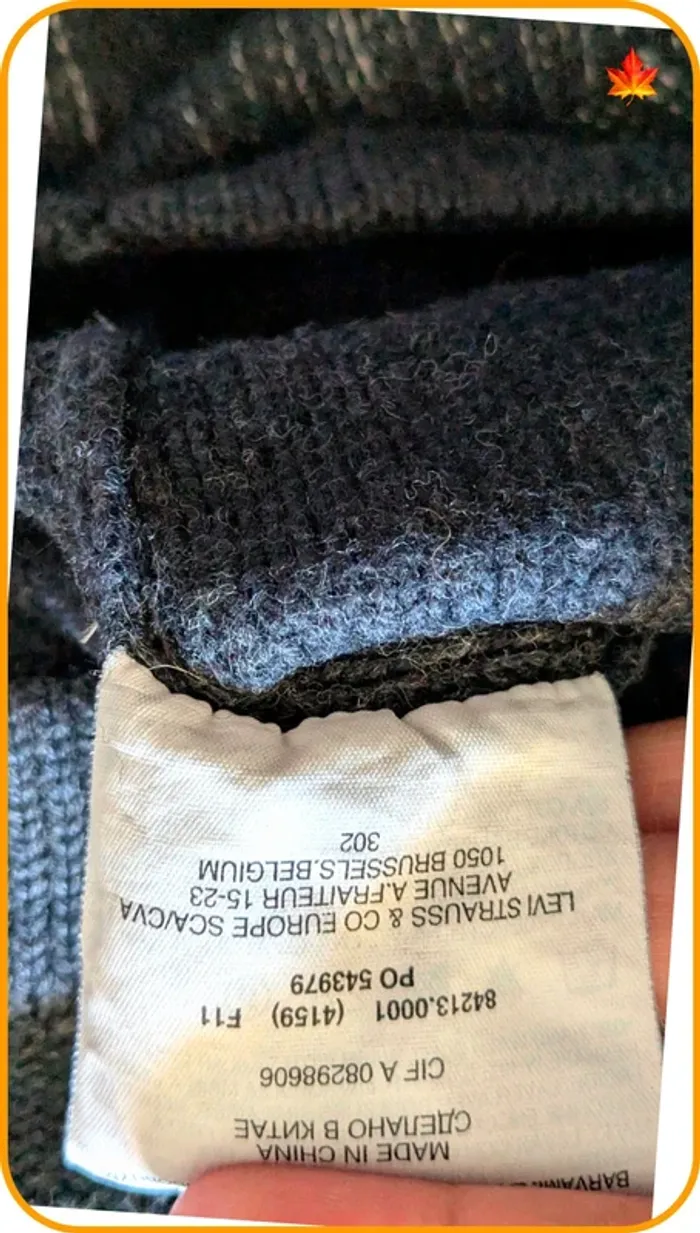 MADE IN CHINA
СДЕЛАНО В КИТАЕ
CIF A 08298606
84213.0001 (4159) F11
PO 543979
LEVI STRAUSS & CO EUROPE SCA/CVA
AVENUE A.FRAITEUR 15-23
1050 BRUSSELS.BELGIUM
302